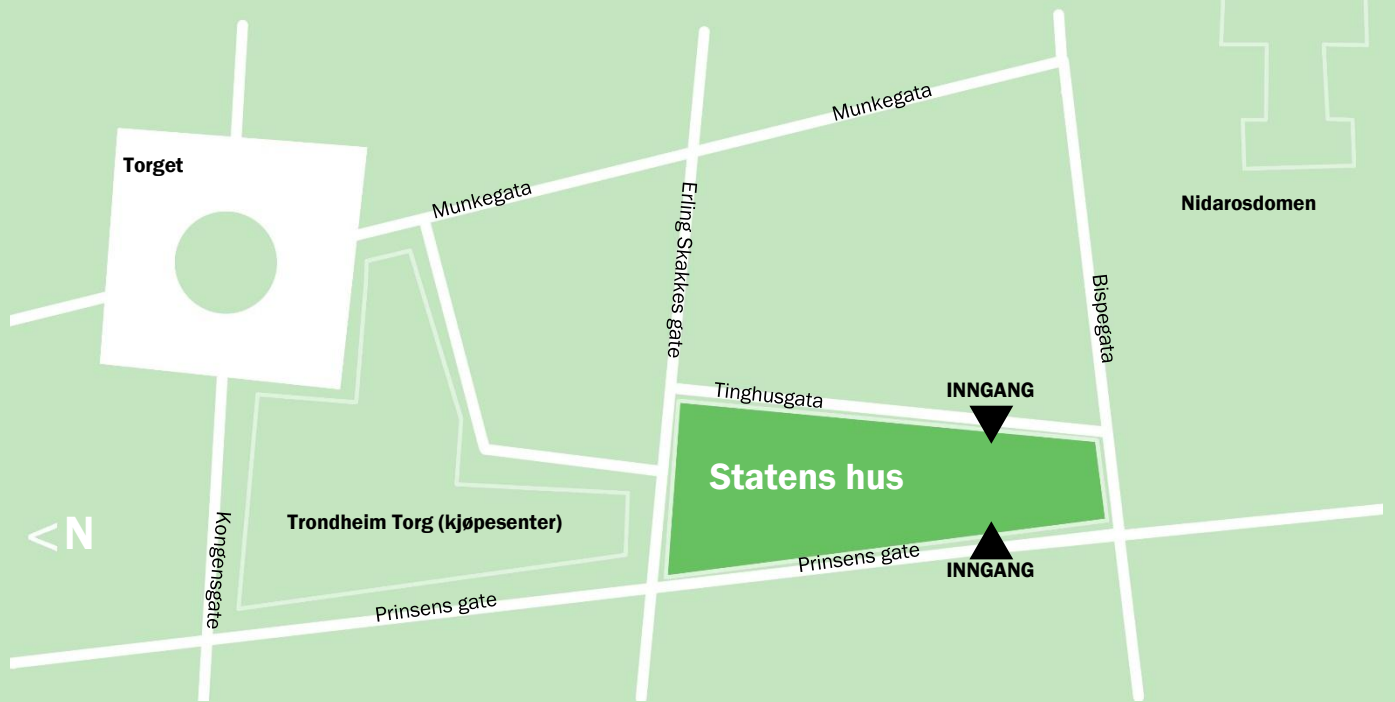 Munkegata
Torget
Munkegata
Erling Skakkes gate
Nidarosdomen
Bispegata
Tinghusgata
INNGANG
Statens hus
<N
Kongensgate
Trondheim Torg (kjøpesenter)
Prinsens gate
INNGANG
Prinsens gate